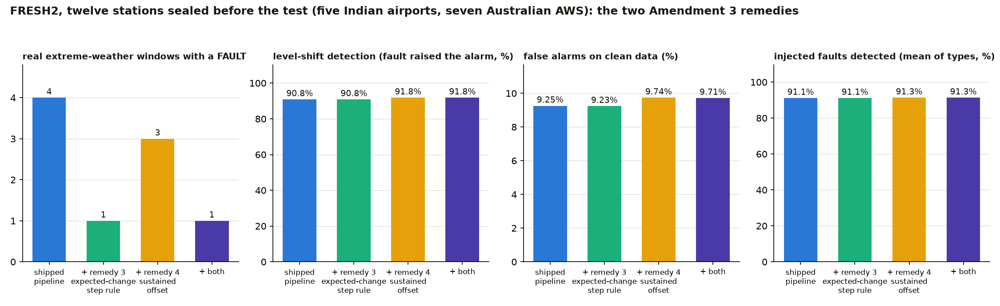 FRESH2, twelve stations sealed before the test (five Indian airports, seven Australian AWS): the two Amendment 3 remedies
real extreme-weather windows with a FAULT
4
3
2
1
0
4
1
3
1
shipped
pipeline
+ remedy 3
expected-change
step rule
+ remedy 4
sustained
offset
+ both
level-shift detection (fault raised the alarm, %)
100
80
60
40
20
0
90.8%
90.8%
91.8%
91.8%
shipped
pipeline
+ remedy 3
expected-change
step rule
+ remedy 4
sustained
offset
+ both
false alarms on clean data (%)
10
8
6
4
2
0
9.25%
9.23%
9.74%
9.71%
shipped
pipeline
+ remedy 3
expected-change
step rule
+ remedy 4
sustained
offset
+ both
injected faults detected (mean of types, %)
100
80
60
40
20
0
91.1%
91.1%
91.3%
91.3%
shipped
pipeline
+ remedy 3
expected-change
step rule
+ remedy 4
sustained
offset
+ both